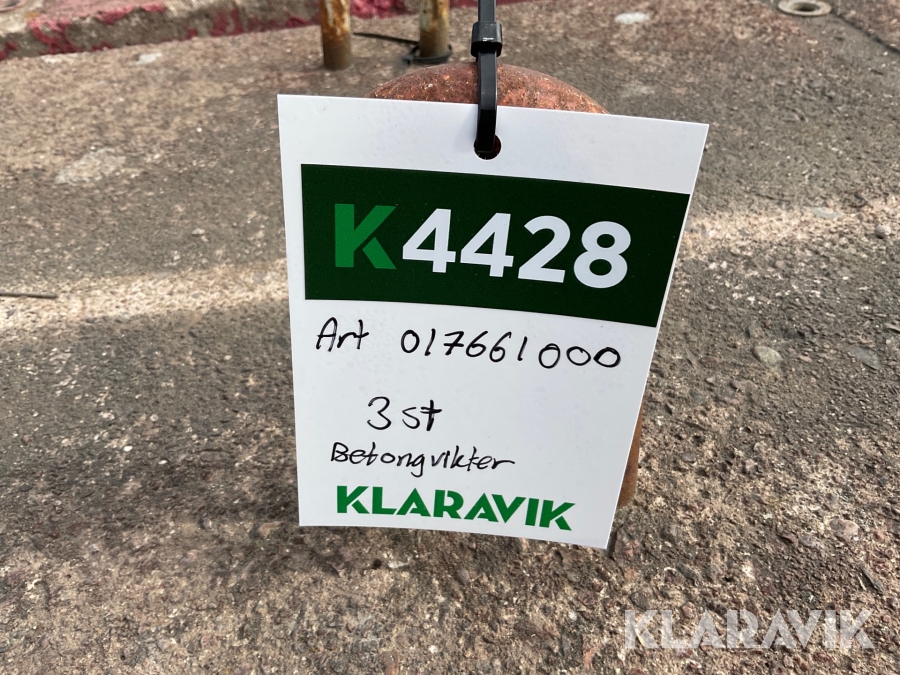 K4428
Art 017661000
3 st
Betongvikter
KLARAVIK
KLARAVIK